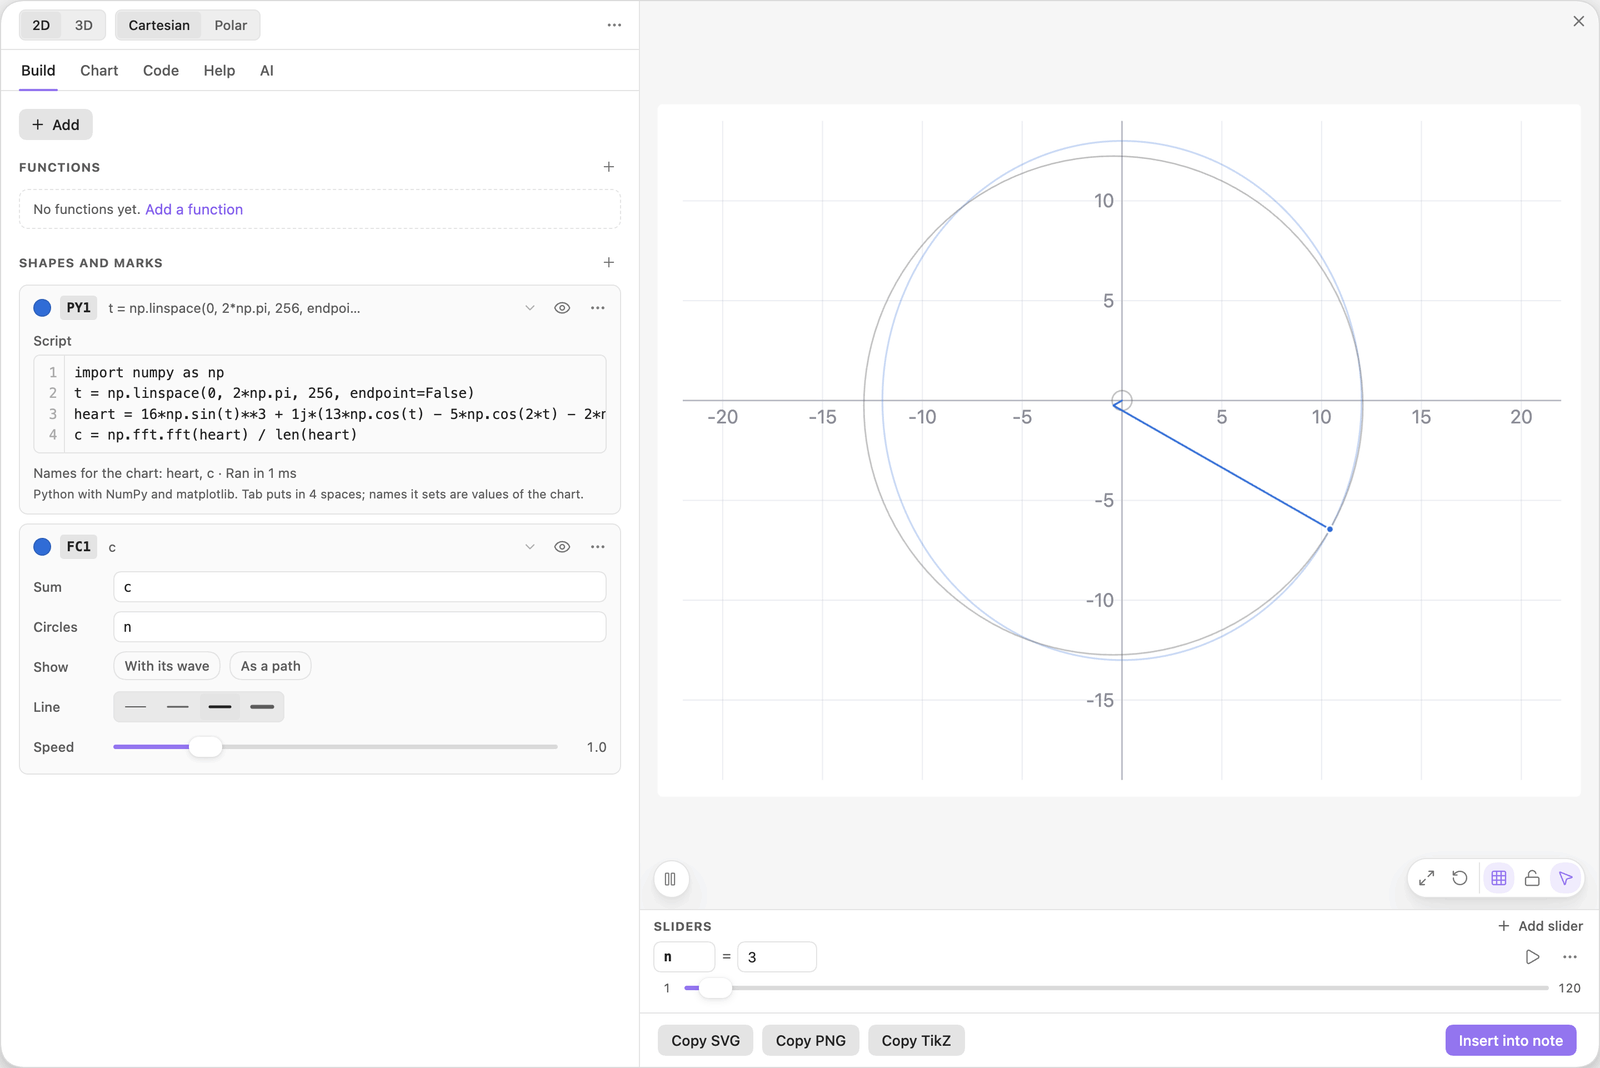 2D 3D Cartesian Polar
Build Chart Code Help AI
+ Add
FUNCTIONS
No functions yet. Add a function
SHAPES AND MARKS
PY1 t = np.linspace(0, 2*np.pi, 256, endpoi...
Script
1 import numpy as np
2 t = np.linspace(0, 2*np.pi, 256, endpoint=False)
3 heart = 16*np.sin(t)**3 + 1j*(13*np.cos(t) − 5*np.cos(2*t) − 2*
4 c = np.fft.fft(heart) / len(heart)
Names for the chart: heart, c · Ran in 1 ms
Python with NumPy and matplotlib. Tab puts in 4 spaces; names it sets are values of the chart.
FC1 c
Sum c
Circles n
Show With its wave As a path
Line
Speed 1.0
10
5
-20 -15 -10 -5 5 10 15 20
-5
-10
-15
SLIDERS + Add slider
n = 3
1 120
Copy SVG Copy PNG Copy TikZ Insert into note